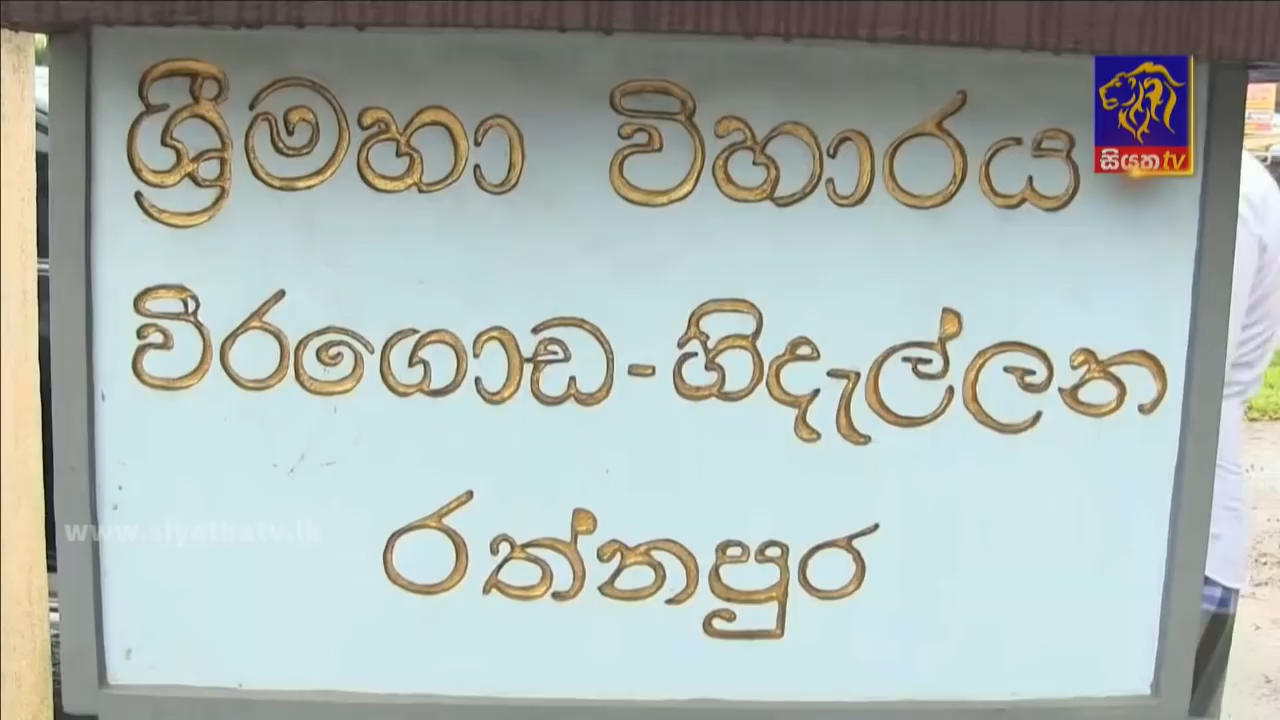 ශ්‍රීමහා විහාරය
සියත tv
වීරගොඩ - හිදැල්ලන
රත්නපුර
www.siyathatv.lk